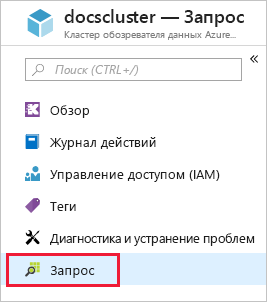 docscluster — Запрос
Кластер обозревателя данных Azure...
Поиск (CTRL+/)
«
Обзор
Журнал действий
Управление доступом (IAM)
Теги
Диагностика и устранение проблем
Запрос